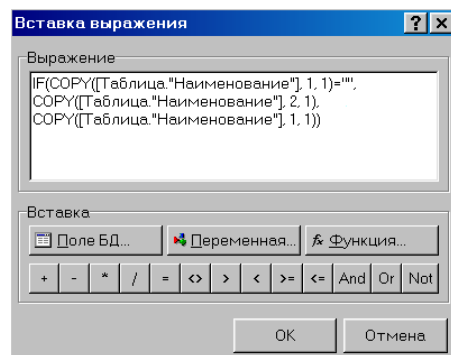 Вставка выражения
Выражение
IF(COPY([Таблица."Наименование"], 1, 1)='"',
COPY([Таблица."Наименование"], 2, 1),
COPY([Таблица."Наименование"], 1, 1))
Вставка
Поле БД... Переменная... fx Функция...
+ - * / = <> > < >= <= And Or Not
OK Отмена